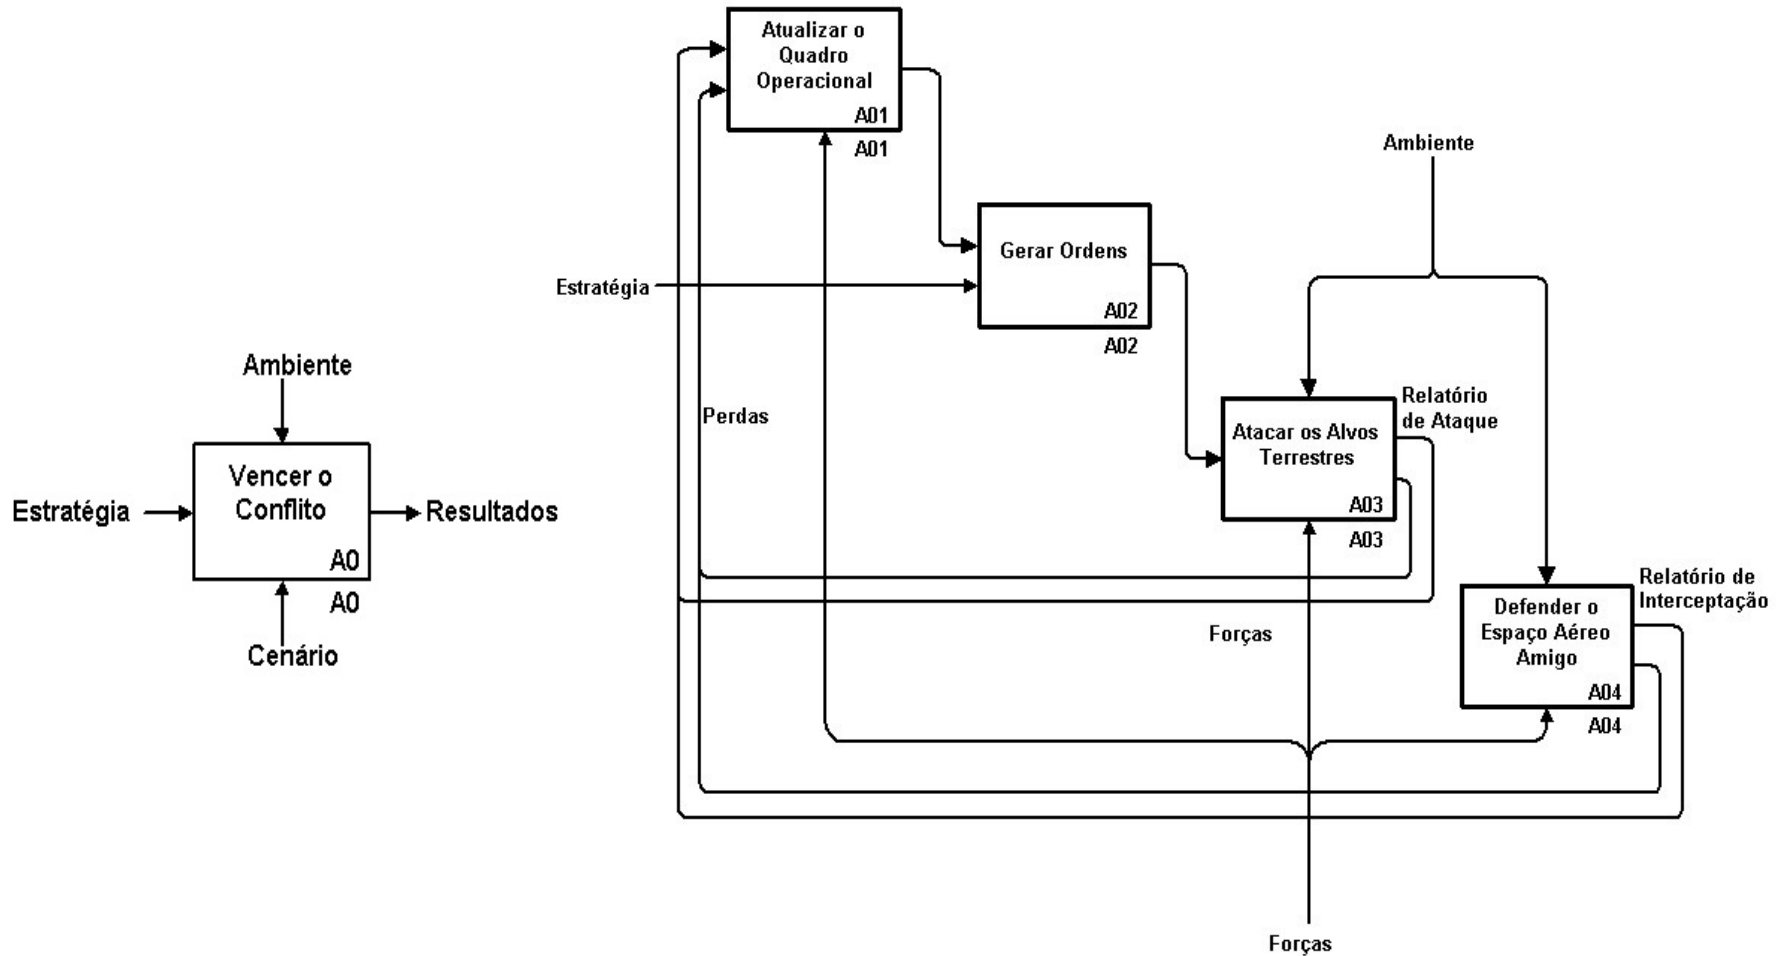 Ambiente
Vencer o
Conflito
A0
A0
Estratégia
Resultados
Cenário
Atualizar o
Quadro
Operacional
A01
A01
Ambiente
Gerar Ordens
A02
A02
Estratégia
Perdas
Relatório
de Ataque
Atacar os Alvos
Terrestres
A03
A03
Relatório de
Interceptação
Defender o
Espaço Aéreo
Amigo
A04
A04
Forças
Forças